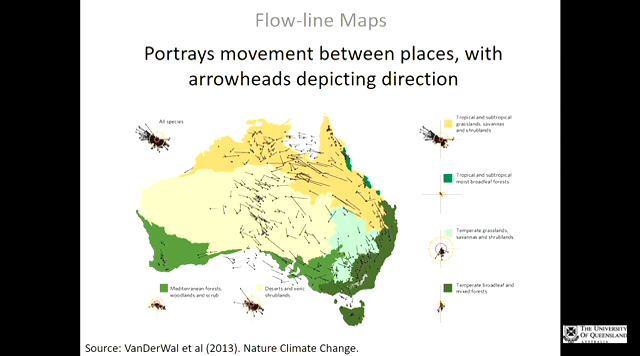 Flow-line Maps
Portrays movement between places, with
arrowheads depicting direction
All species
Tropical and subtropical
grasslands, savannas
and shrublands
Tropical and subtropical
moist broadleaf forests
Temperate grasslands,
savannas and shrublands
Mediterranean forests,
woodlands and scrub
Deserts and xeric
shrublands
Temperate broadleaf and
mixed forests
THE UNIVERSITY
OF QUEENSLAND
AUSTRALIA
Source: VanDerWal et al (2013). Nature Climate Change.